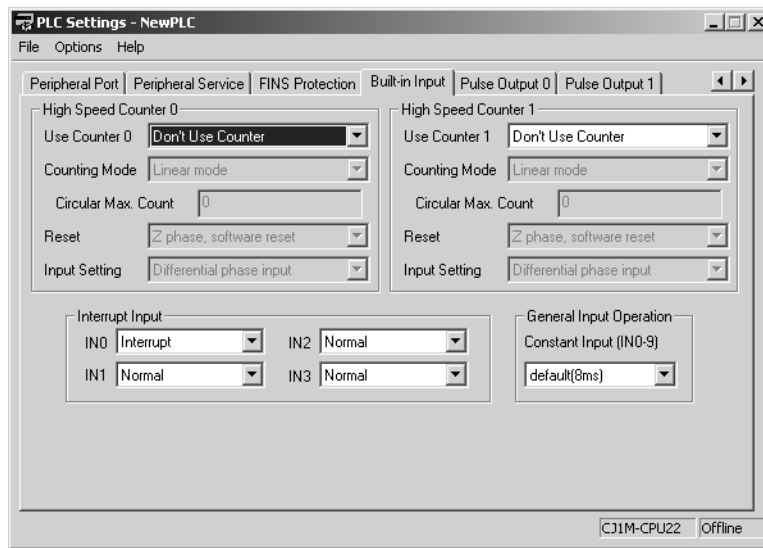 PLC Settings - NewPLC
File Options Help
Peripheral Port Peripheral Service FINS Protection Built-in Input Pulse Output 0 Pulse Output 1
High Speed Counter 0
Use Counter 0 Don't Use Counter
Counting Mode Linear mode
Circular Max. Count 0
Reset Z phase, software reset
Input Setting Differential phase input
High Speed Counter 1
Use Counter 1 Don't Use Counter
Counting Mode Linear mode
Circular Max. Count 0
Reset Z phase, software reset
Input Setting Differential phase input
Interrupt Input
IN0 Interrupt IN2 Normal
IN1 Normal IN3 Normal
General Input Operation
Constant Input (IN0-9)
default(8ms)
CJ1M-CPU22 Offline